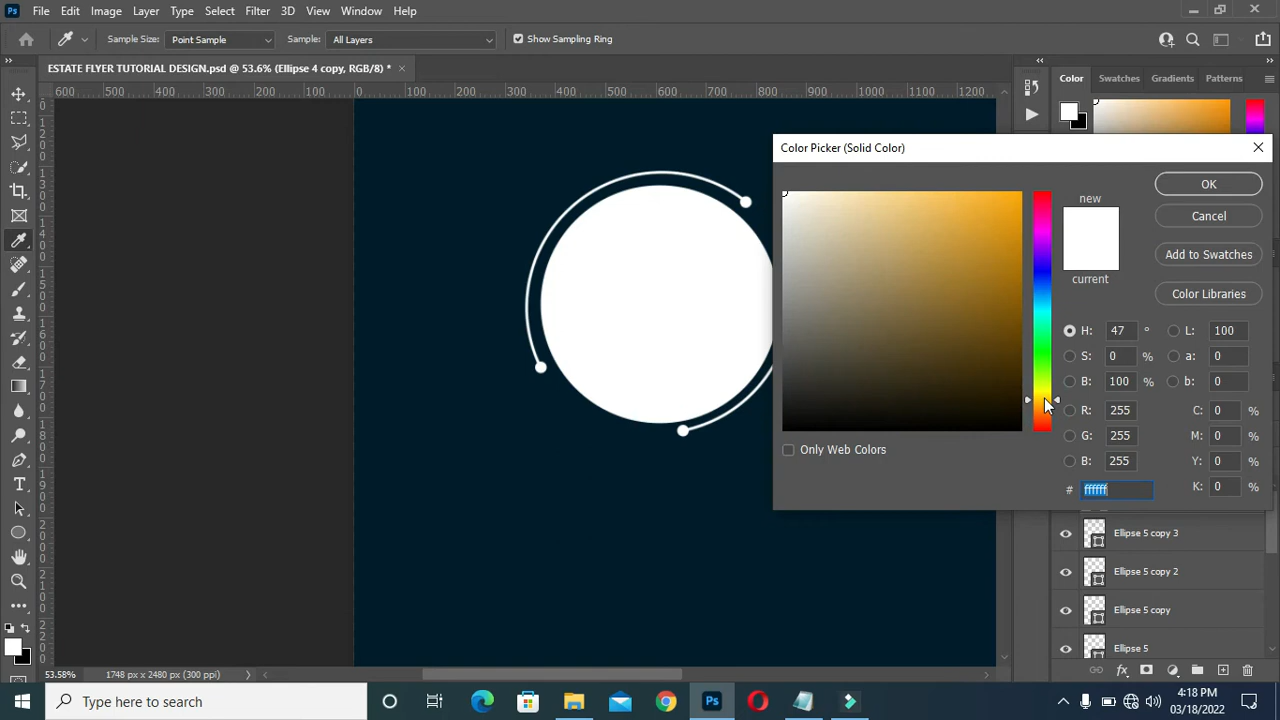 Ps File Edit Image Layer Type Select Filter 3D View Window Help
Sample Size: Point Sample Sample: All Layers Show Sampling Ring
ESTATE FLYER TUTORIAL DESIGN.psd @ 53.6% (Ellipse 4 copy, RGB/8) *
Color Swatches Gradients Patterns
600 500 400 300 200 100 0 100 200 300 400 500 600 700 800 900 1000 1100 1200
Color Picker (Solid Color)
OK
new
Cancel
Add to Swatches
current
Color Libraries
H: 47 ° L: 100
S: 0 % a: 0
B: 100 % b: 0
R: 255 C: 0 %
G: 255 M: 0 %
Only Web Colors
B: 255 Y: 0 %
# ffffff K: 0 %
Ellipse 5 copy 3
Ellipse 5 copy 2
Ellipse 5 copy
Ellipse 5
53.58% 1748 px x 2480 px (300 ppi)
Type here to search
Ps
4:18 PM
03/18/2022